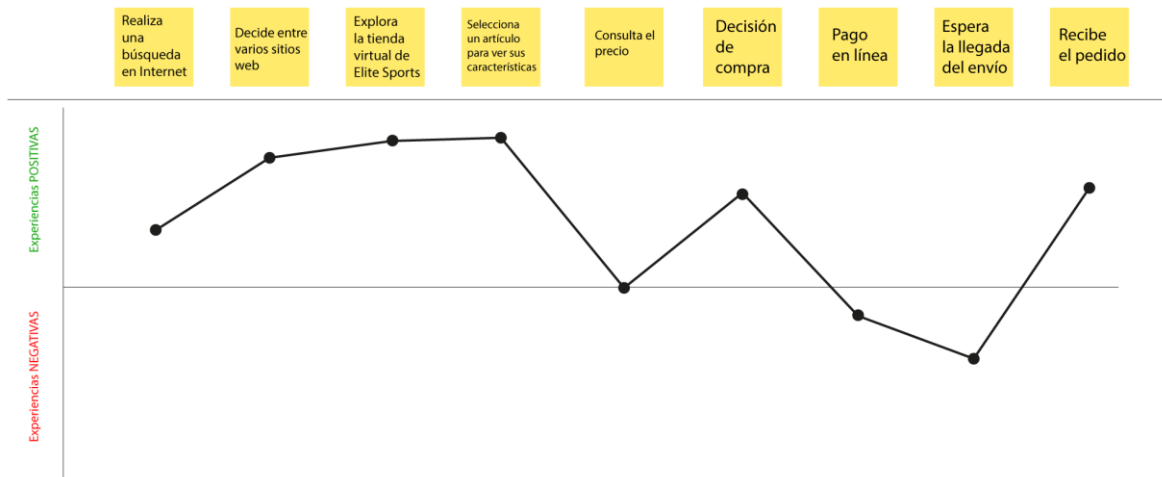 Realiza
una
búsqueda
en Internet
Decide entre
varios sitios
web
Explora
la tienda
virtual de
Elite Sports
Selecciona
un artículo
para ver sus
características
Consulta el
precio
Decisión
de
compra
Pago
en línea
Espera
la llegada
del envío
Recibe
el pedido
Experiencias POSITIVAS
Experiencias NEGATIVAS